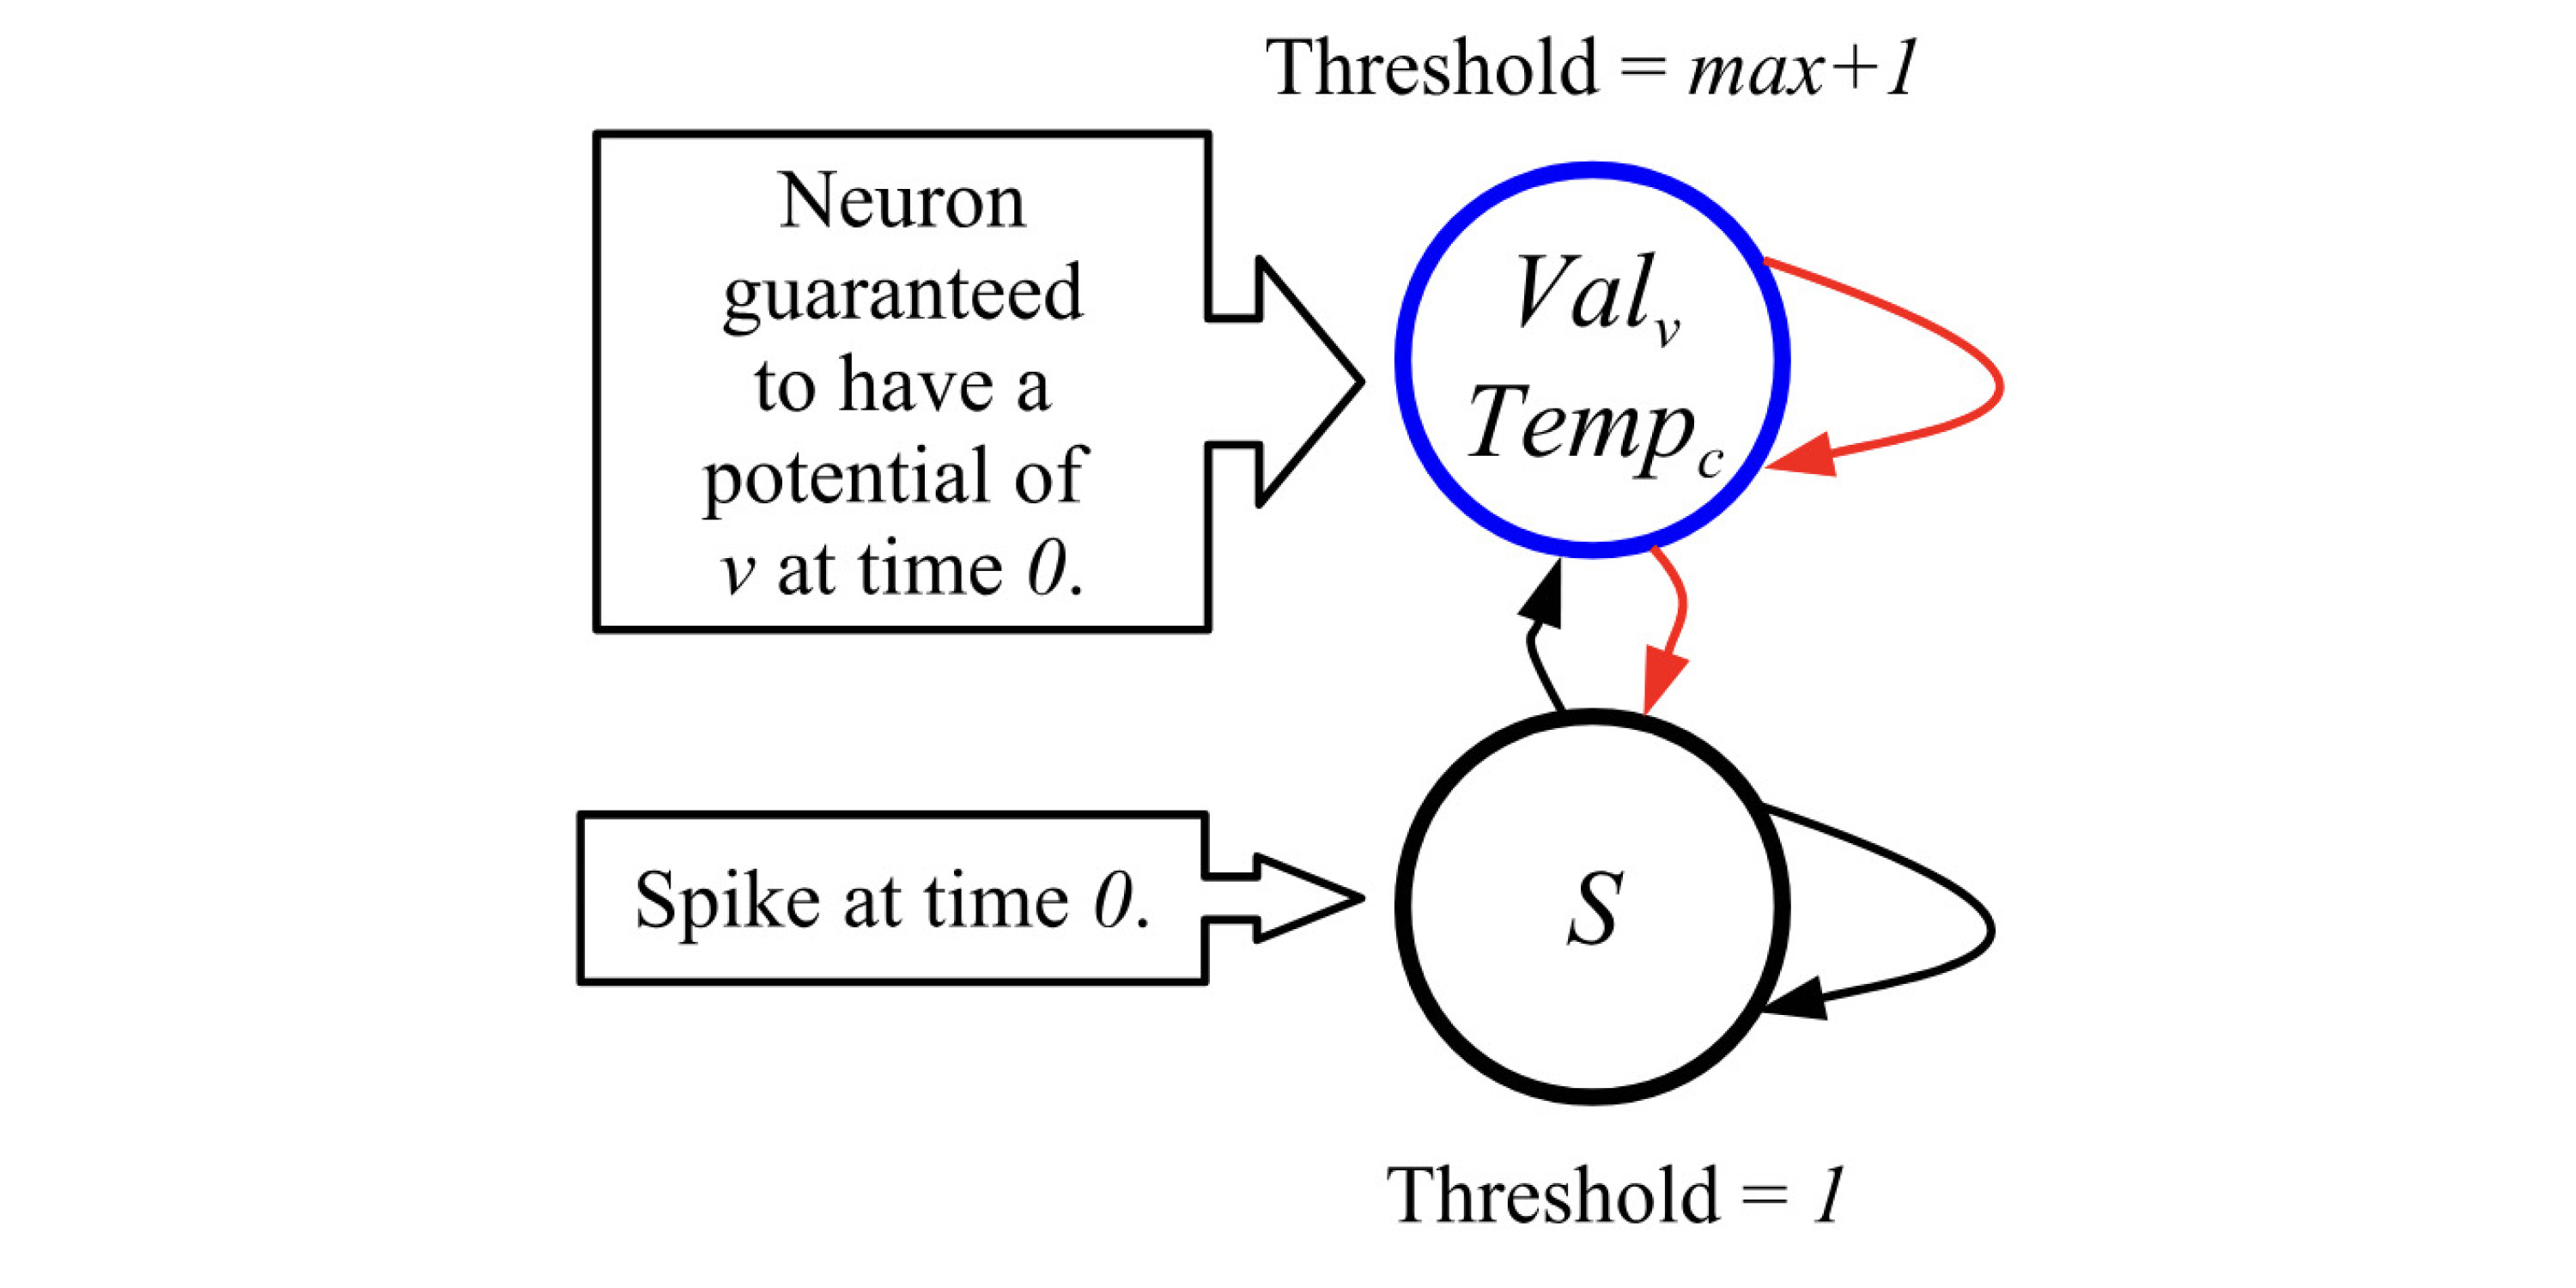 Threshold = max+1
Neuron
guaranteed
to have a
potential of
v at time 0.
Val_v
Temp_c
Spike at time 0.
S
Threshold = 1